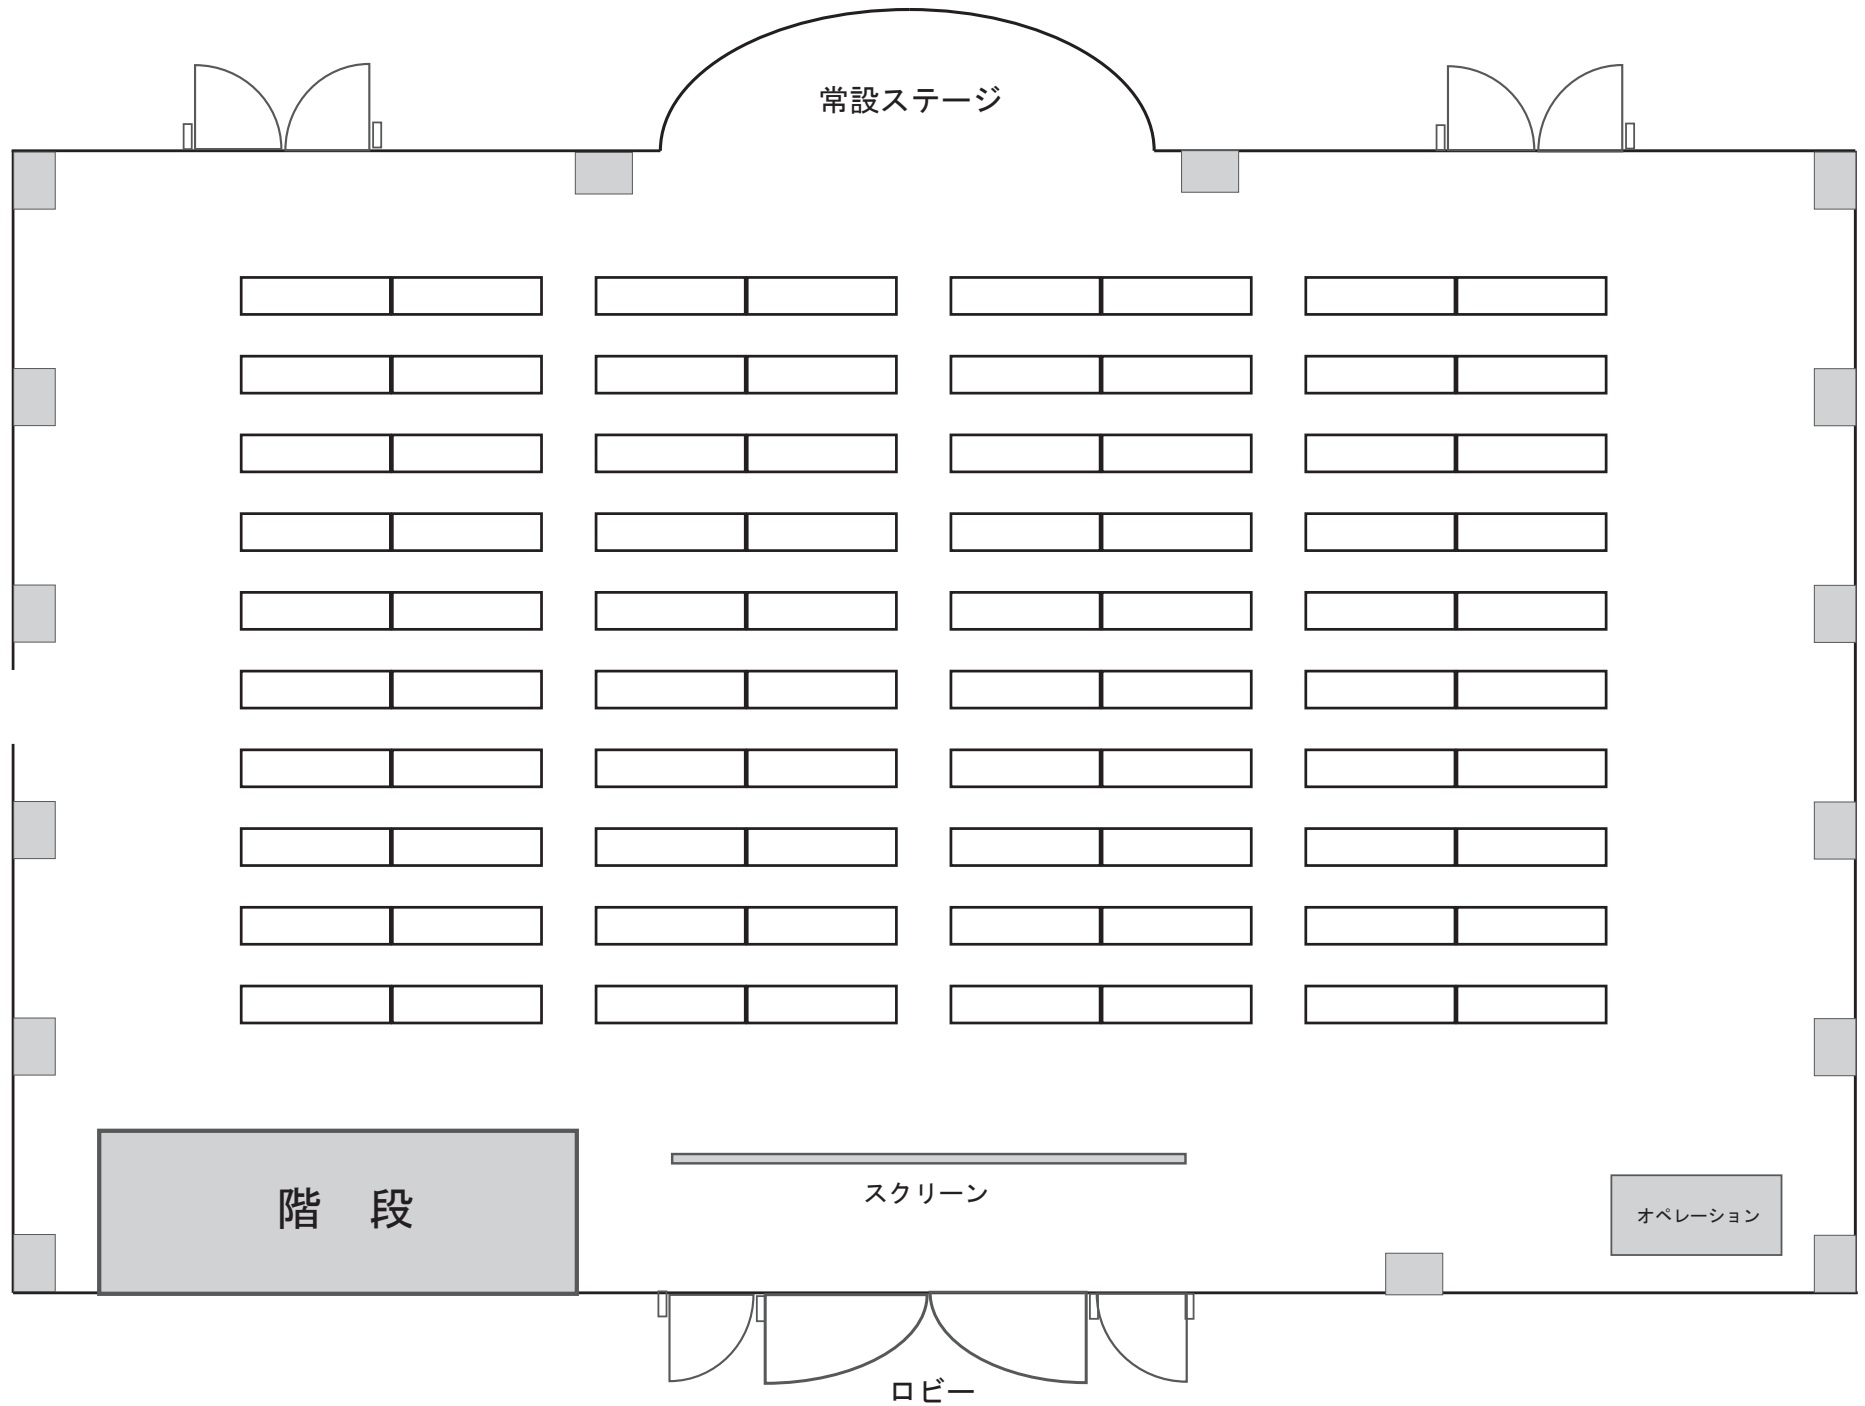 常設ステージ
階　段
スクリーン
オペレーション
ロビー